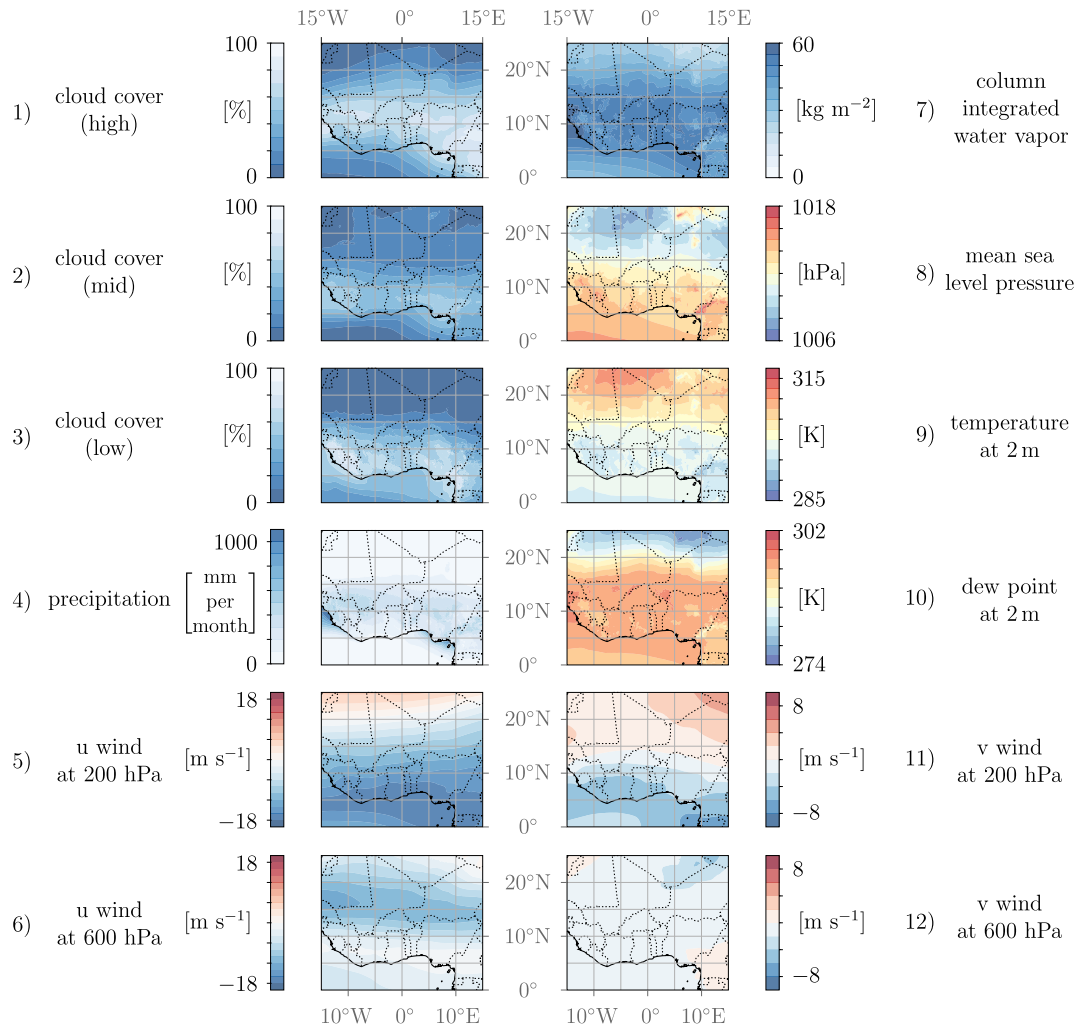 15°W 0° 15°E 15°W 0° 15°E
1) cloud cover
(high)
[%]
100
0
20°N
10°N
0°
60
[kg m−2]
0
7) column
integrated
water vapor
2) cloud cover
(mid)
[%]
100
0
20°N
10°N
0°
1018
[hPa]
1006
8) mean sea
level pressure
3) cloud cover
(low)
[%]
100
0
20°N
10°N
0°
315
[K]
285
9) temperature
at 2 m
4) precipitation
[mm
per
month]
1000
0
20°N
10°N
0°
302
[K]
274
10) dew point
at 2 m
5) u wind
at 200 hPa
[m s−1]
18
−18
20°N
10°N
0°
8
[m s−1]
−8
11) v wind
at 200 hPa
6) u wind
at 600 hPa
[m s−1]
18
−18
20°N
10°N
0°
8
[m s−1]
−8
12) v wind
at 600 hPa
10°W 0° 10°E 10°W 0° 10°E